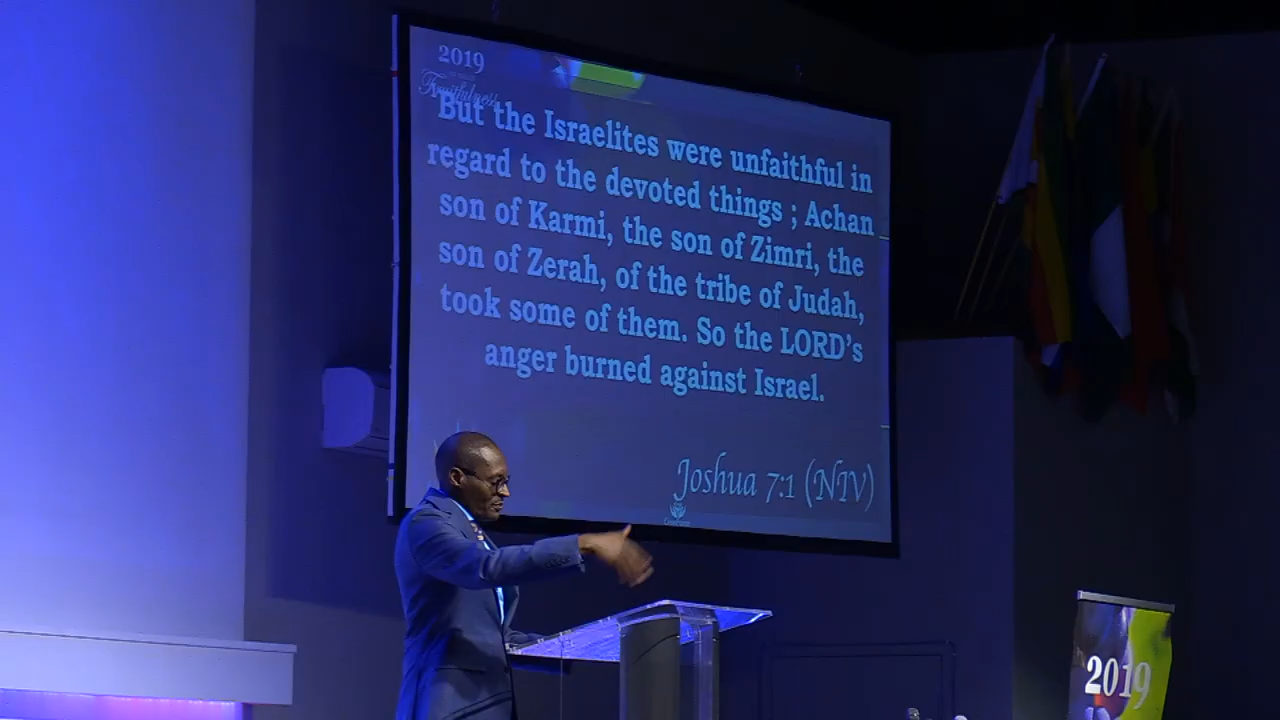 2019
Fruitfulness
But the Israelites were unfaithful in
regard to the devoted things ; Achan
son of Karmi, the son of Zimri, the
son of Zerah, of the tribe of Judah,
took some of them. So the LORD's
anger burned against Israel.
Joshua 7:1 (NIV)
2019